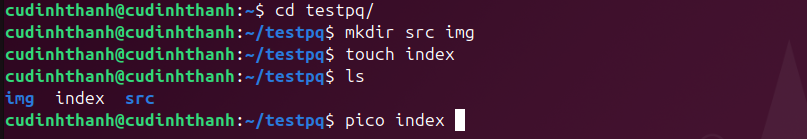 cudinhthanh@cudinhthanh:~$ cd testpq/
cudinhthanh@cudinhthanh:~/testpq$ mkdir src img
cudinhthanh@cudinhthanh:~/testpq$ touch index
cudinhthanh@cudinhthanh:~/testpq$ ls
img  index  src
cudinhthanh@cudinhthanh:~/testpq$ pico index